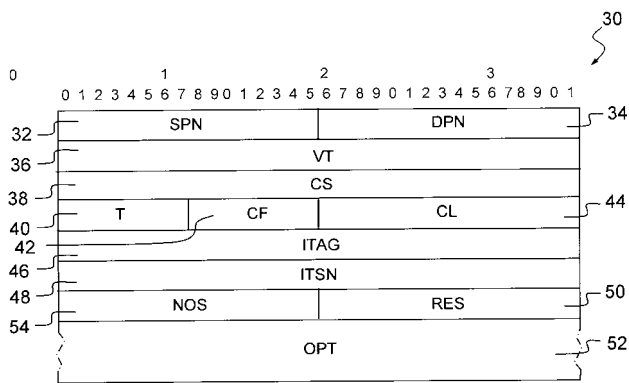 30
0 1 2 3
0 1 2 3 4 5 6 7 8 9 0 1 2 3 4 5 6 7 8 9 0 1 2 3 4 5 6 7 8 9 0 1
32 SPN DPN 34
36 VT
38 CS
40 T CF CL 44
42 ITAG
46
48 ITSN
54 NOS RES 50
OPT 52